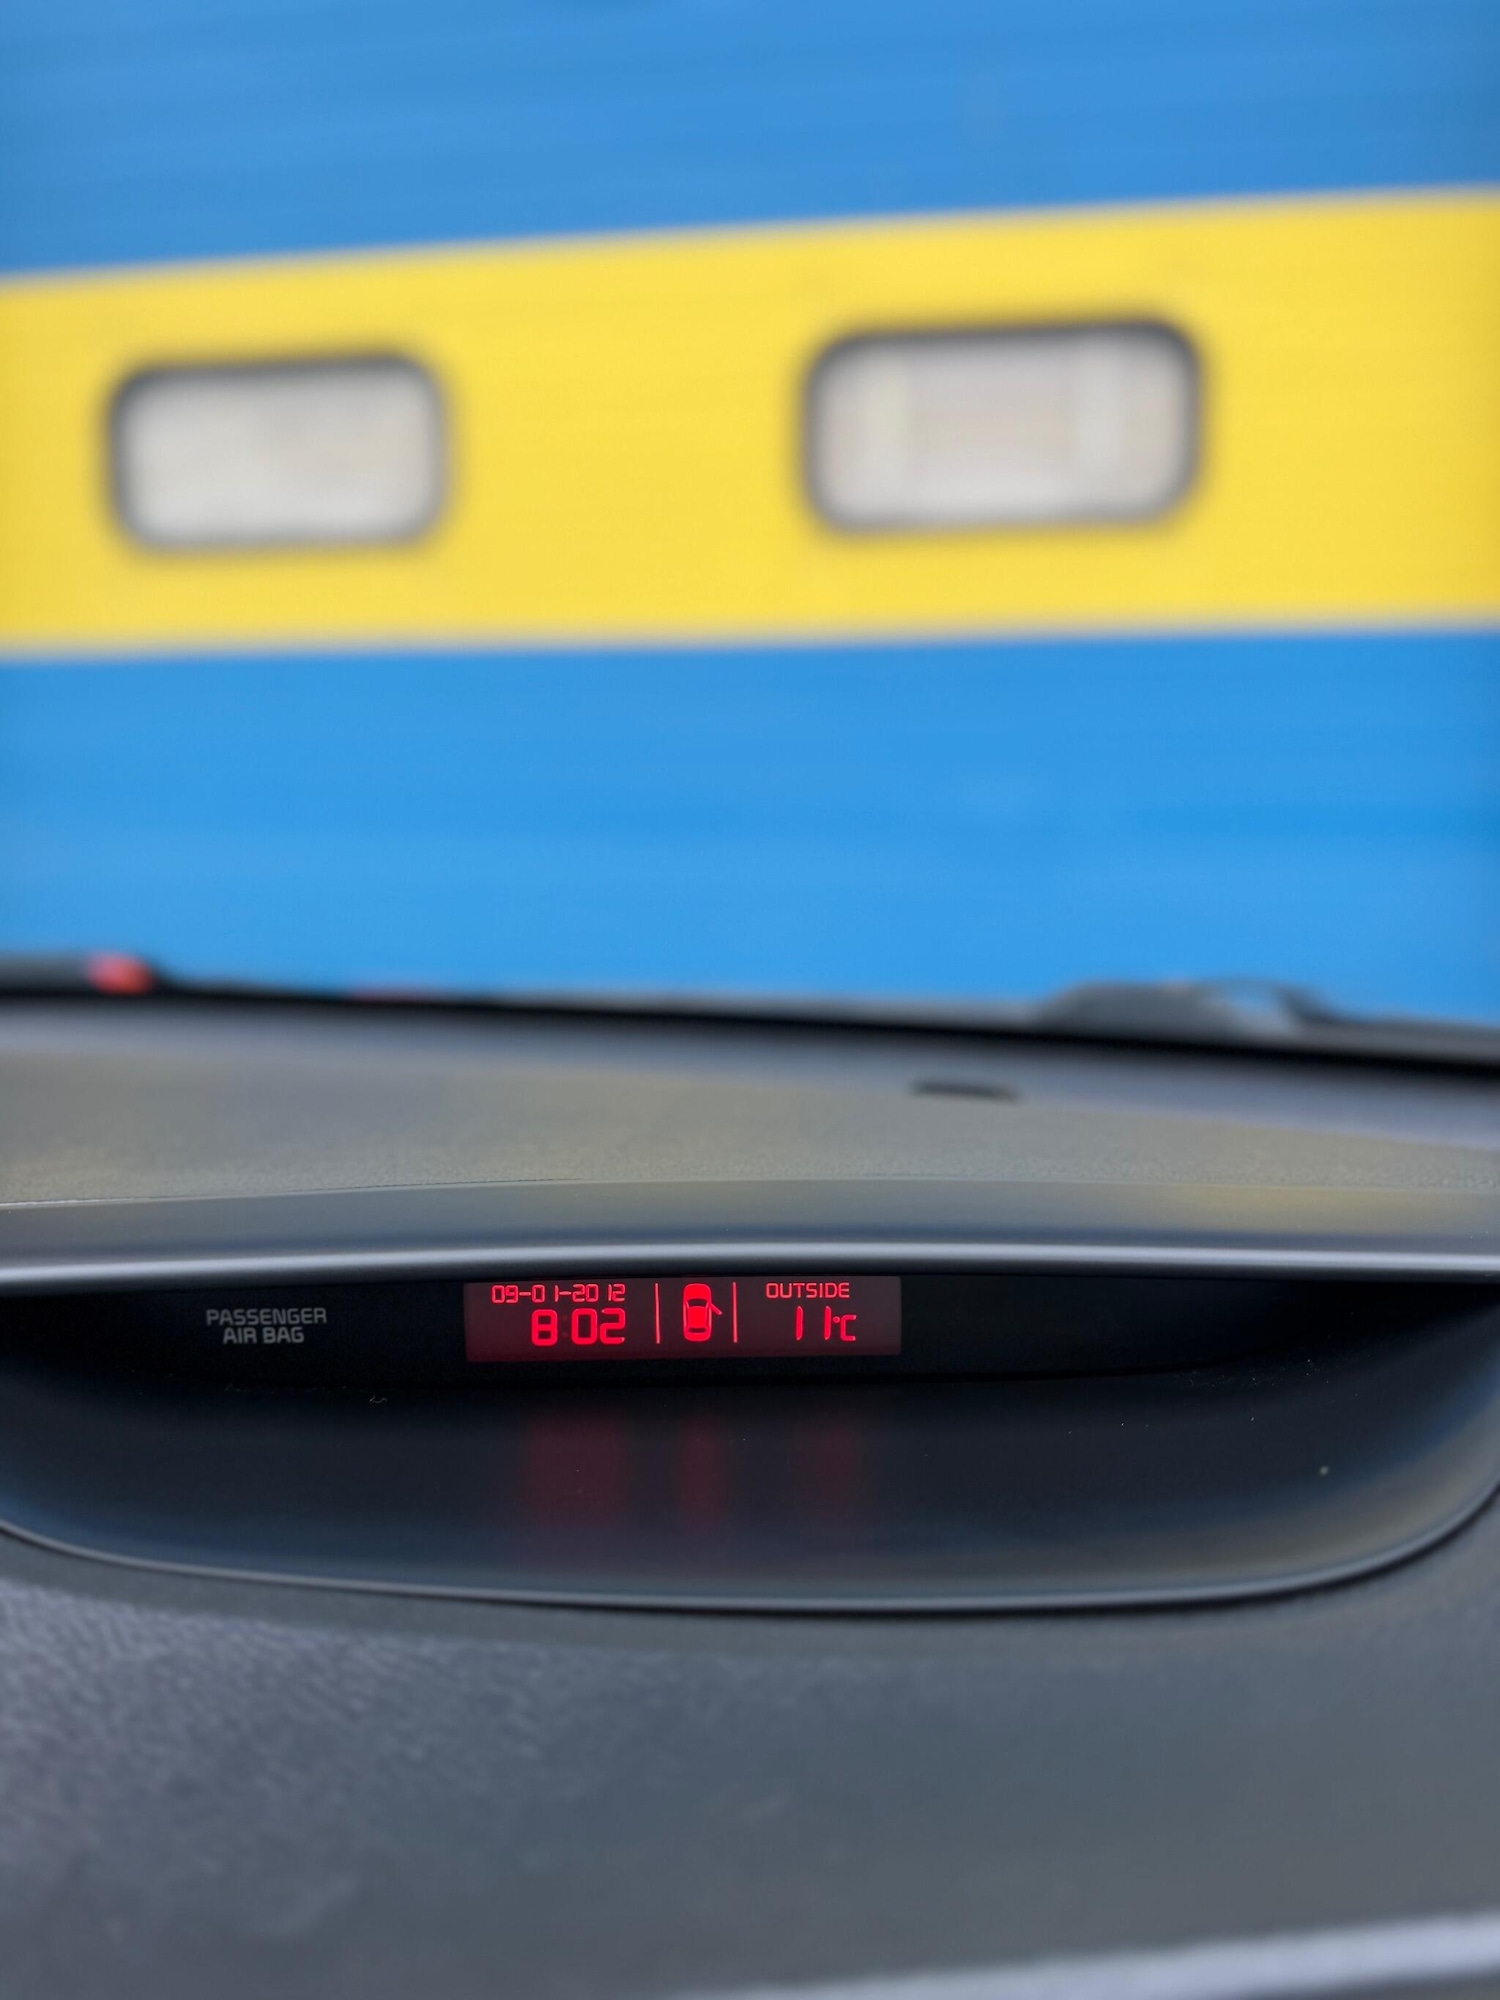 PASSENGER
AIR BAG
09-01-2012
8:02
OUTSIDE
11°C